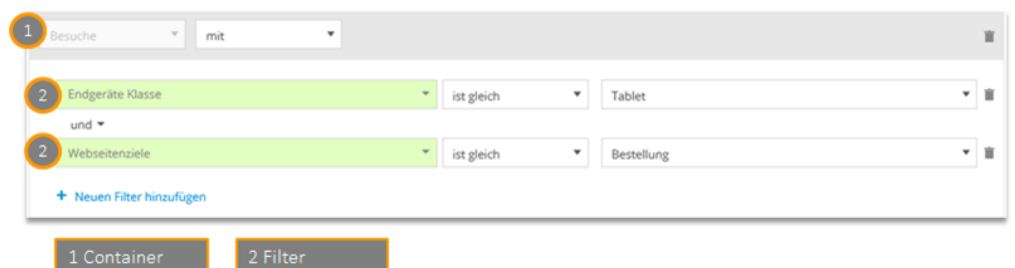 1 Besuche mit
2 Endgeräte Klasse ist gleich Tablet
und
2 Webseitenziele ist gleich Bestellung
+ Neuen Filter hinzufügen
1 Container 2 Filter